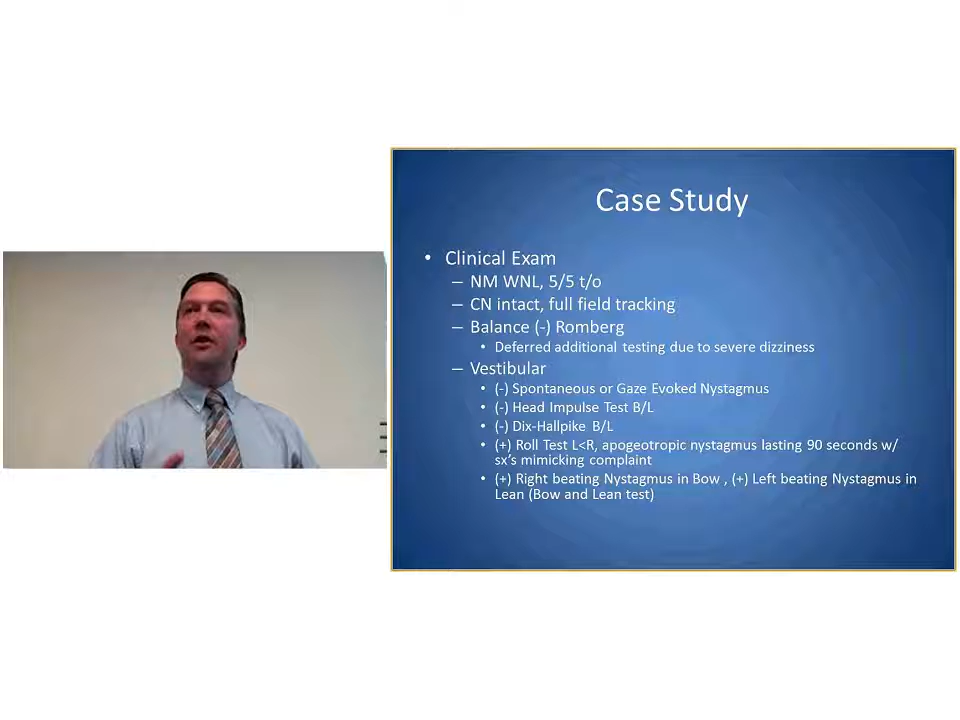 Case Study
• Clinical Exam
– NM WNL, 5/5 t/o
– CN intact, full field tracking
– Balance (-) Romberg
• Deferred additional testing due to severe dizziness
– Vestibular
• (-) Spontaneous or Gaze Evoked Nystagmus
• (-) Head Impulse Test B/L
• (-) Dix-Hallpike B/L
• (+) Roll Test L<R, apogeotropic nystagmus lasting 90 seconds w/
sx's mimicking complaint
• (+) Right beating Nystagmus in Bow , (+) Left beating Nystagmus in
Lean (Bow and Lean test)